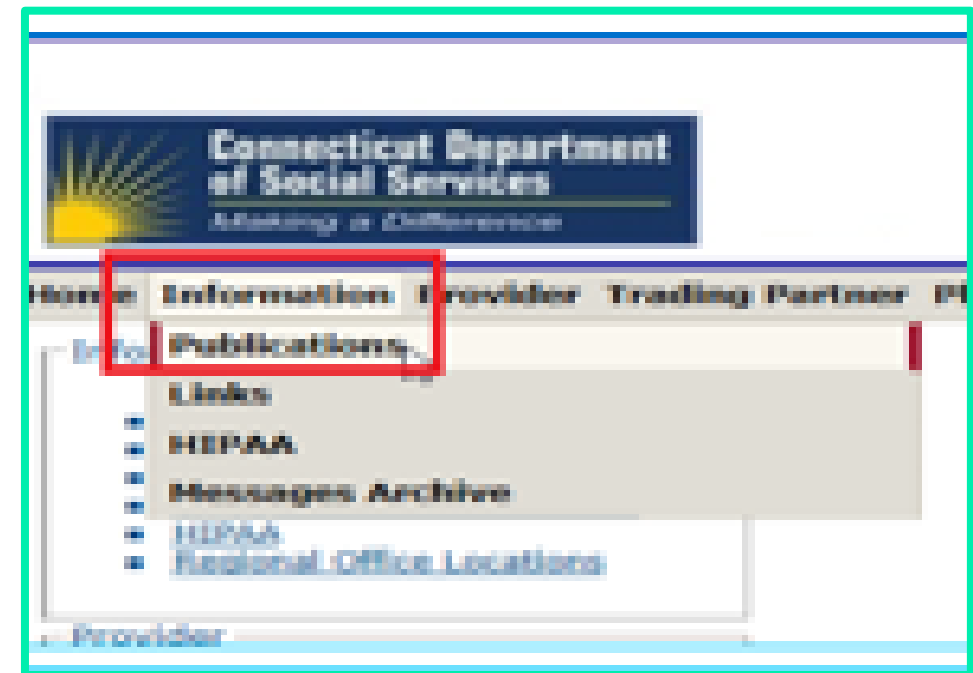 Connecticut Department
of Social Services
Making a Difference
Home Information Provider Trading Partner
Publications
Links
HIPAA
Messages Archive
HIPAA
Regional Office Locations
Provider